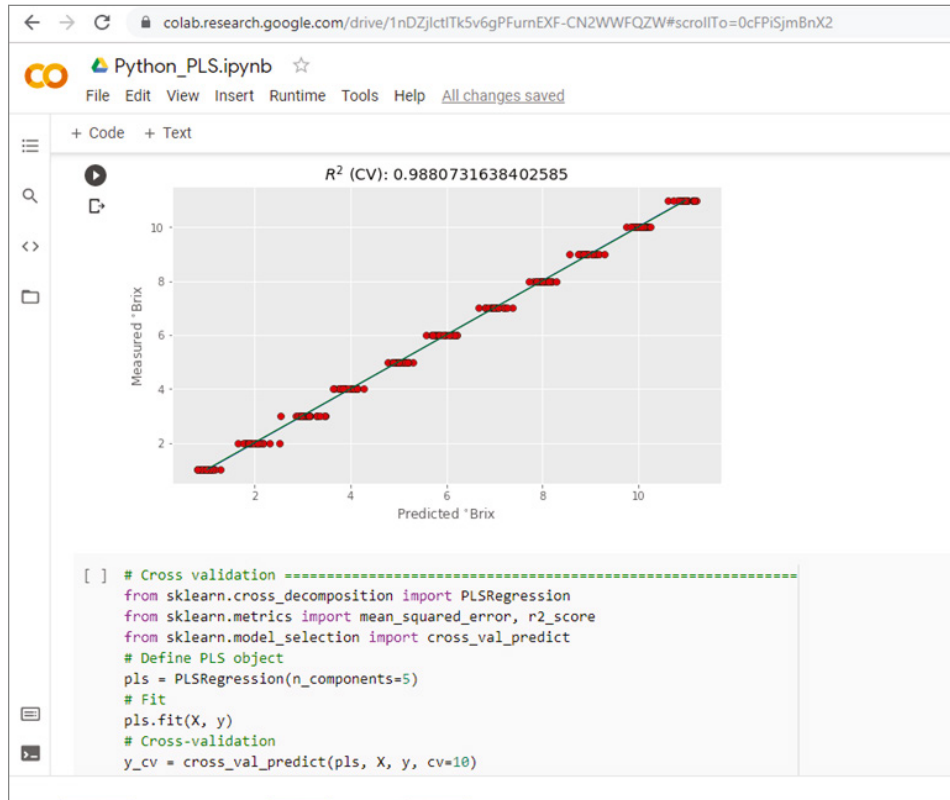 colab.research.google.com/drive/1nDZjlctlTk5v6gPFurnEXF-CN2WWFQZW#scrollTo=0cFPiSjmBnX2
CO
Python_PLS.ipynb
File Edit View Insert Runtime Tools Help All changes saved
+ Code + Text
R² (CV): 0.9880731638402585
10
8
6
4
2
Measured °Brix
2 4 6 8 10
Predicted °Brix
[ ] # Cross validation =============================================================
from sklearn.cross_decomposition import PLSRegression
from sklearn.metrics import mean_squared_error, r2_score
from sklearn.model_selection import cross_val_predict
# Define PLS object
pls = PLSRegression(n_components=5)
# Fit
pls.fit(X, y)
# Cross-validation
y_cv = cross_val_predict(pls, X, y, cv=10)